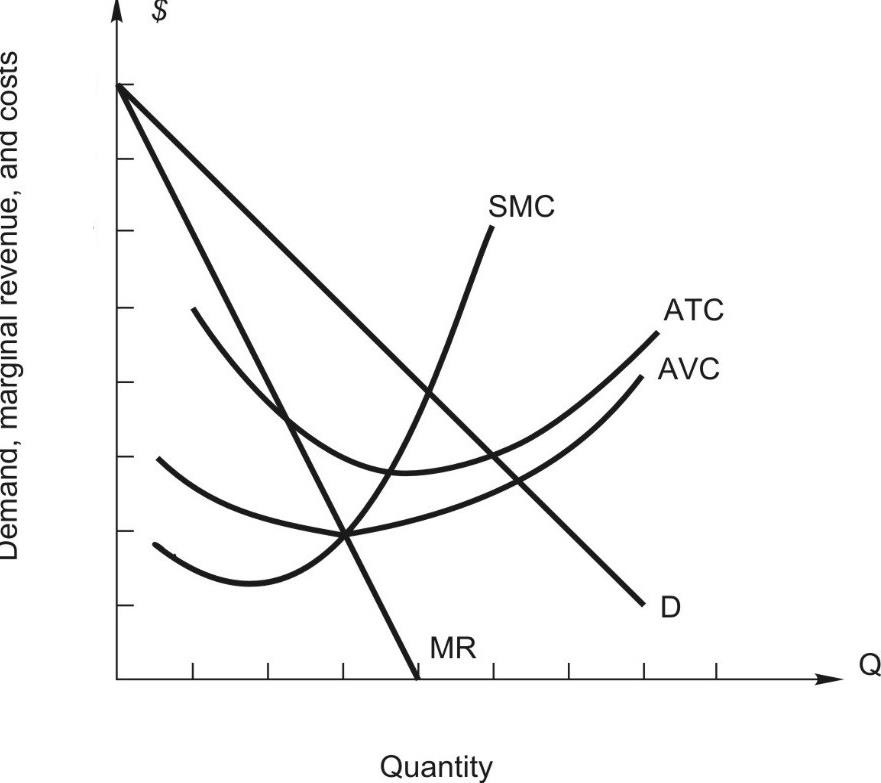 $
Demand, marginal revenue, and costs
SMC
ATC
AVC
D
MR
Q
Quantity